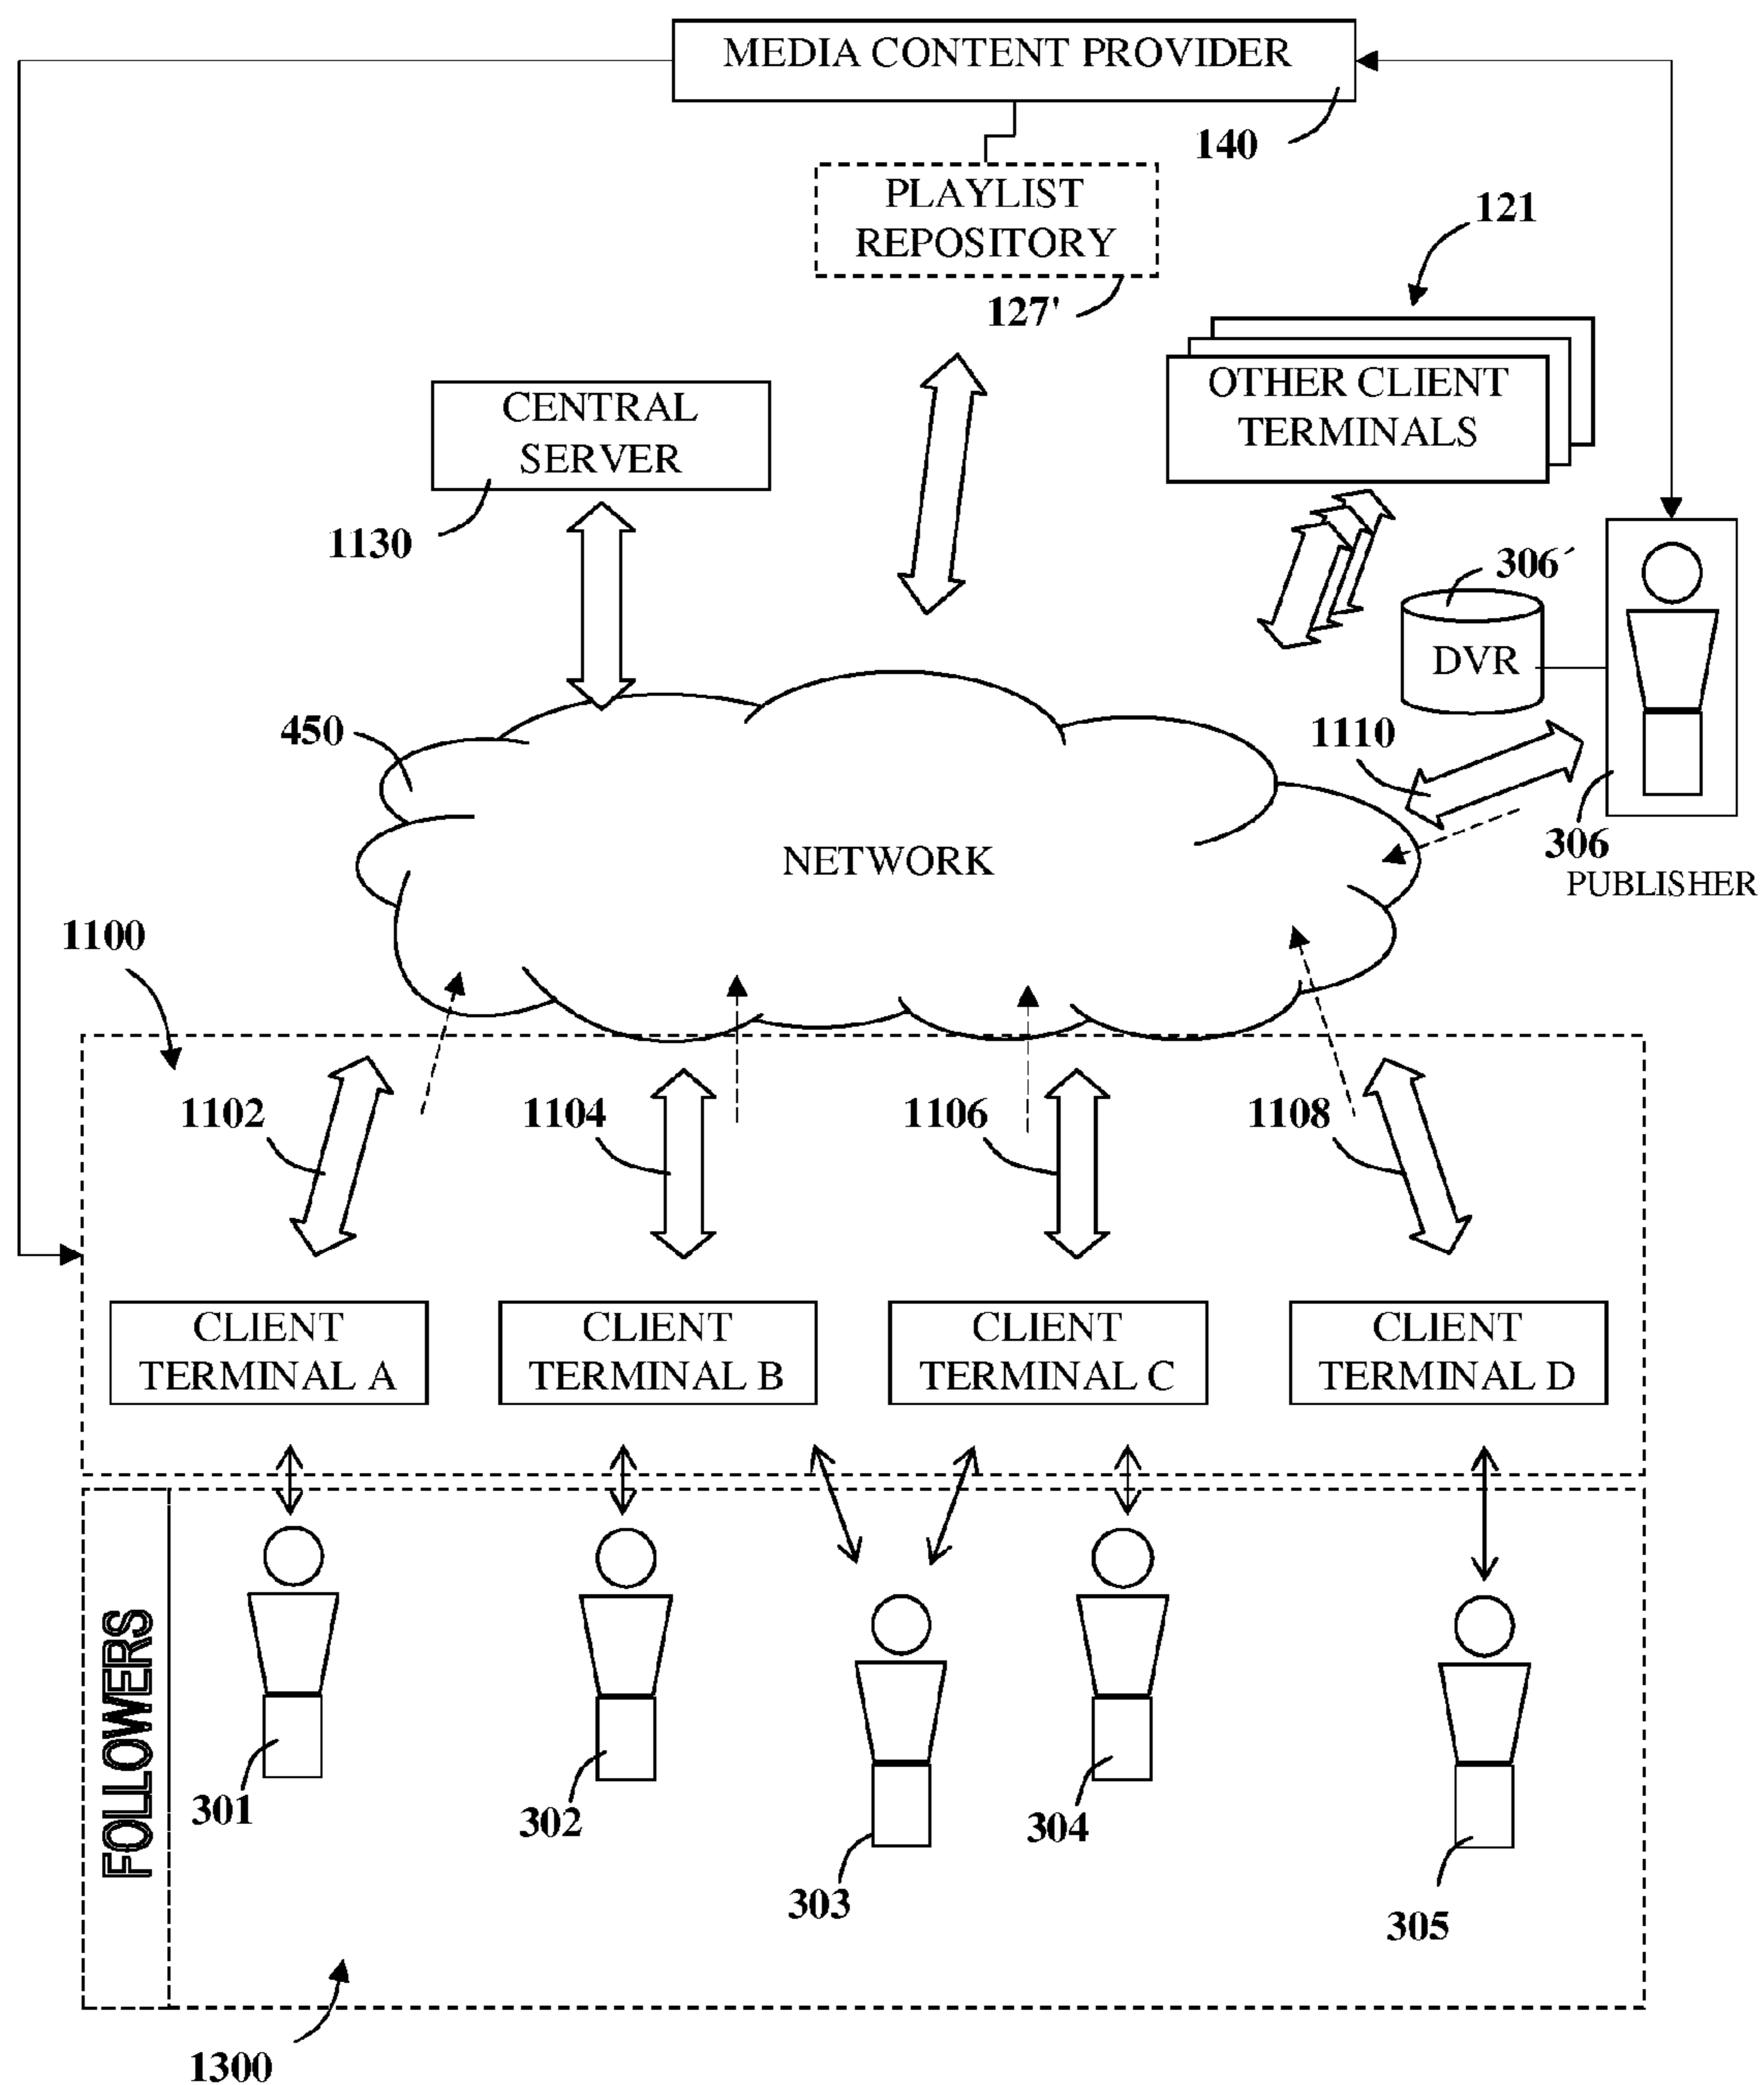 MEDIA CONTENT PROVIDER
140
PLAYLIST
REPOSITORY
127'
121
OTHER CLIENT
TERMINALS
CENTRAL
SERVER
1130
306´
DVR
450
1110
NETWORK
306
PUBLISHER
1100
1102
1104
1106
1108
CLIENT
TERMINAL A
CLIENT
TERMINAL B
CLIENT
TERMINAL C
CLIENT
TERMINAL D
FOLLOWERS
301
302
303
304
305
1300